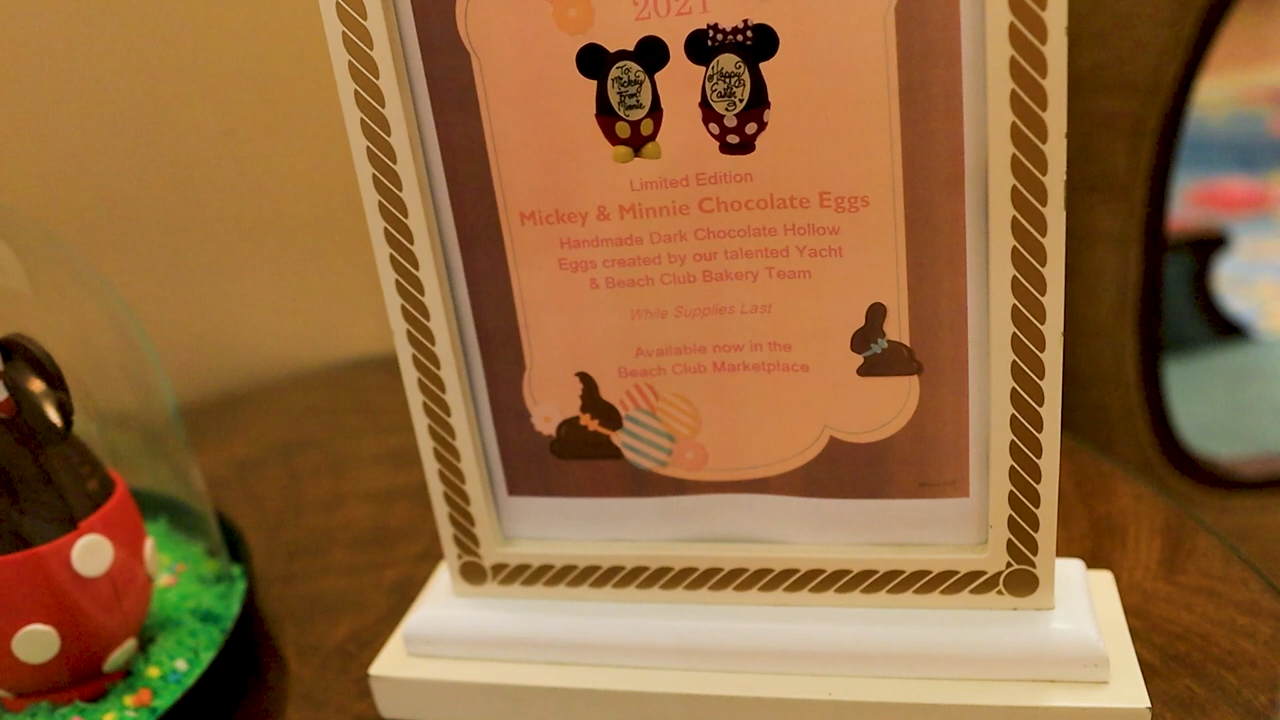 2021
To:
Mickey
From:
Minnie
Happy
Easter!
Limited Edition
Mickey & Minnie Chocolate Eggs
Handmade Dark Chocolate Hollow
Eggs created by our talented Yacht
& Beach Club Bakery Team
While Supplies Last
Available now in the
Beach Club Marketplace